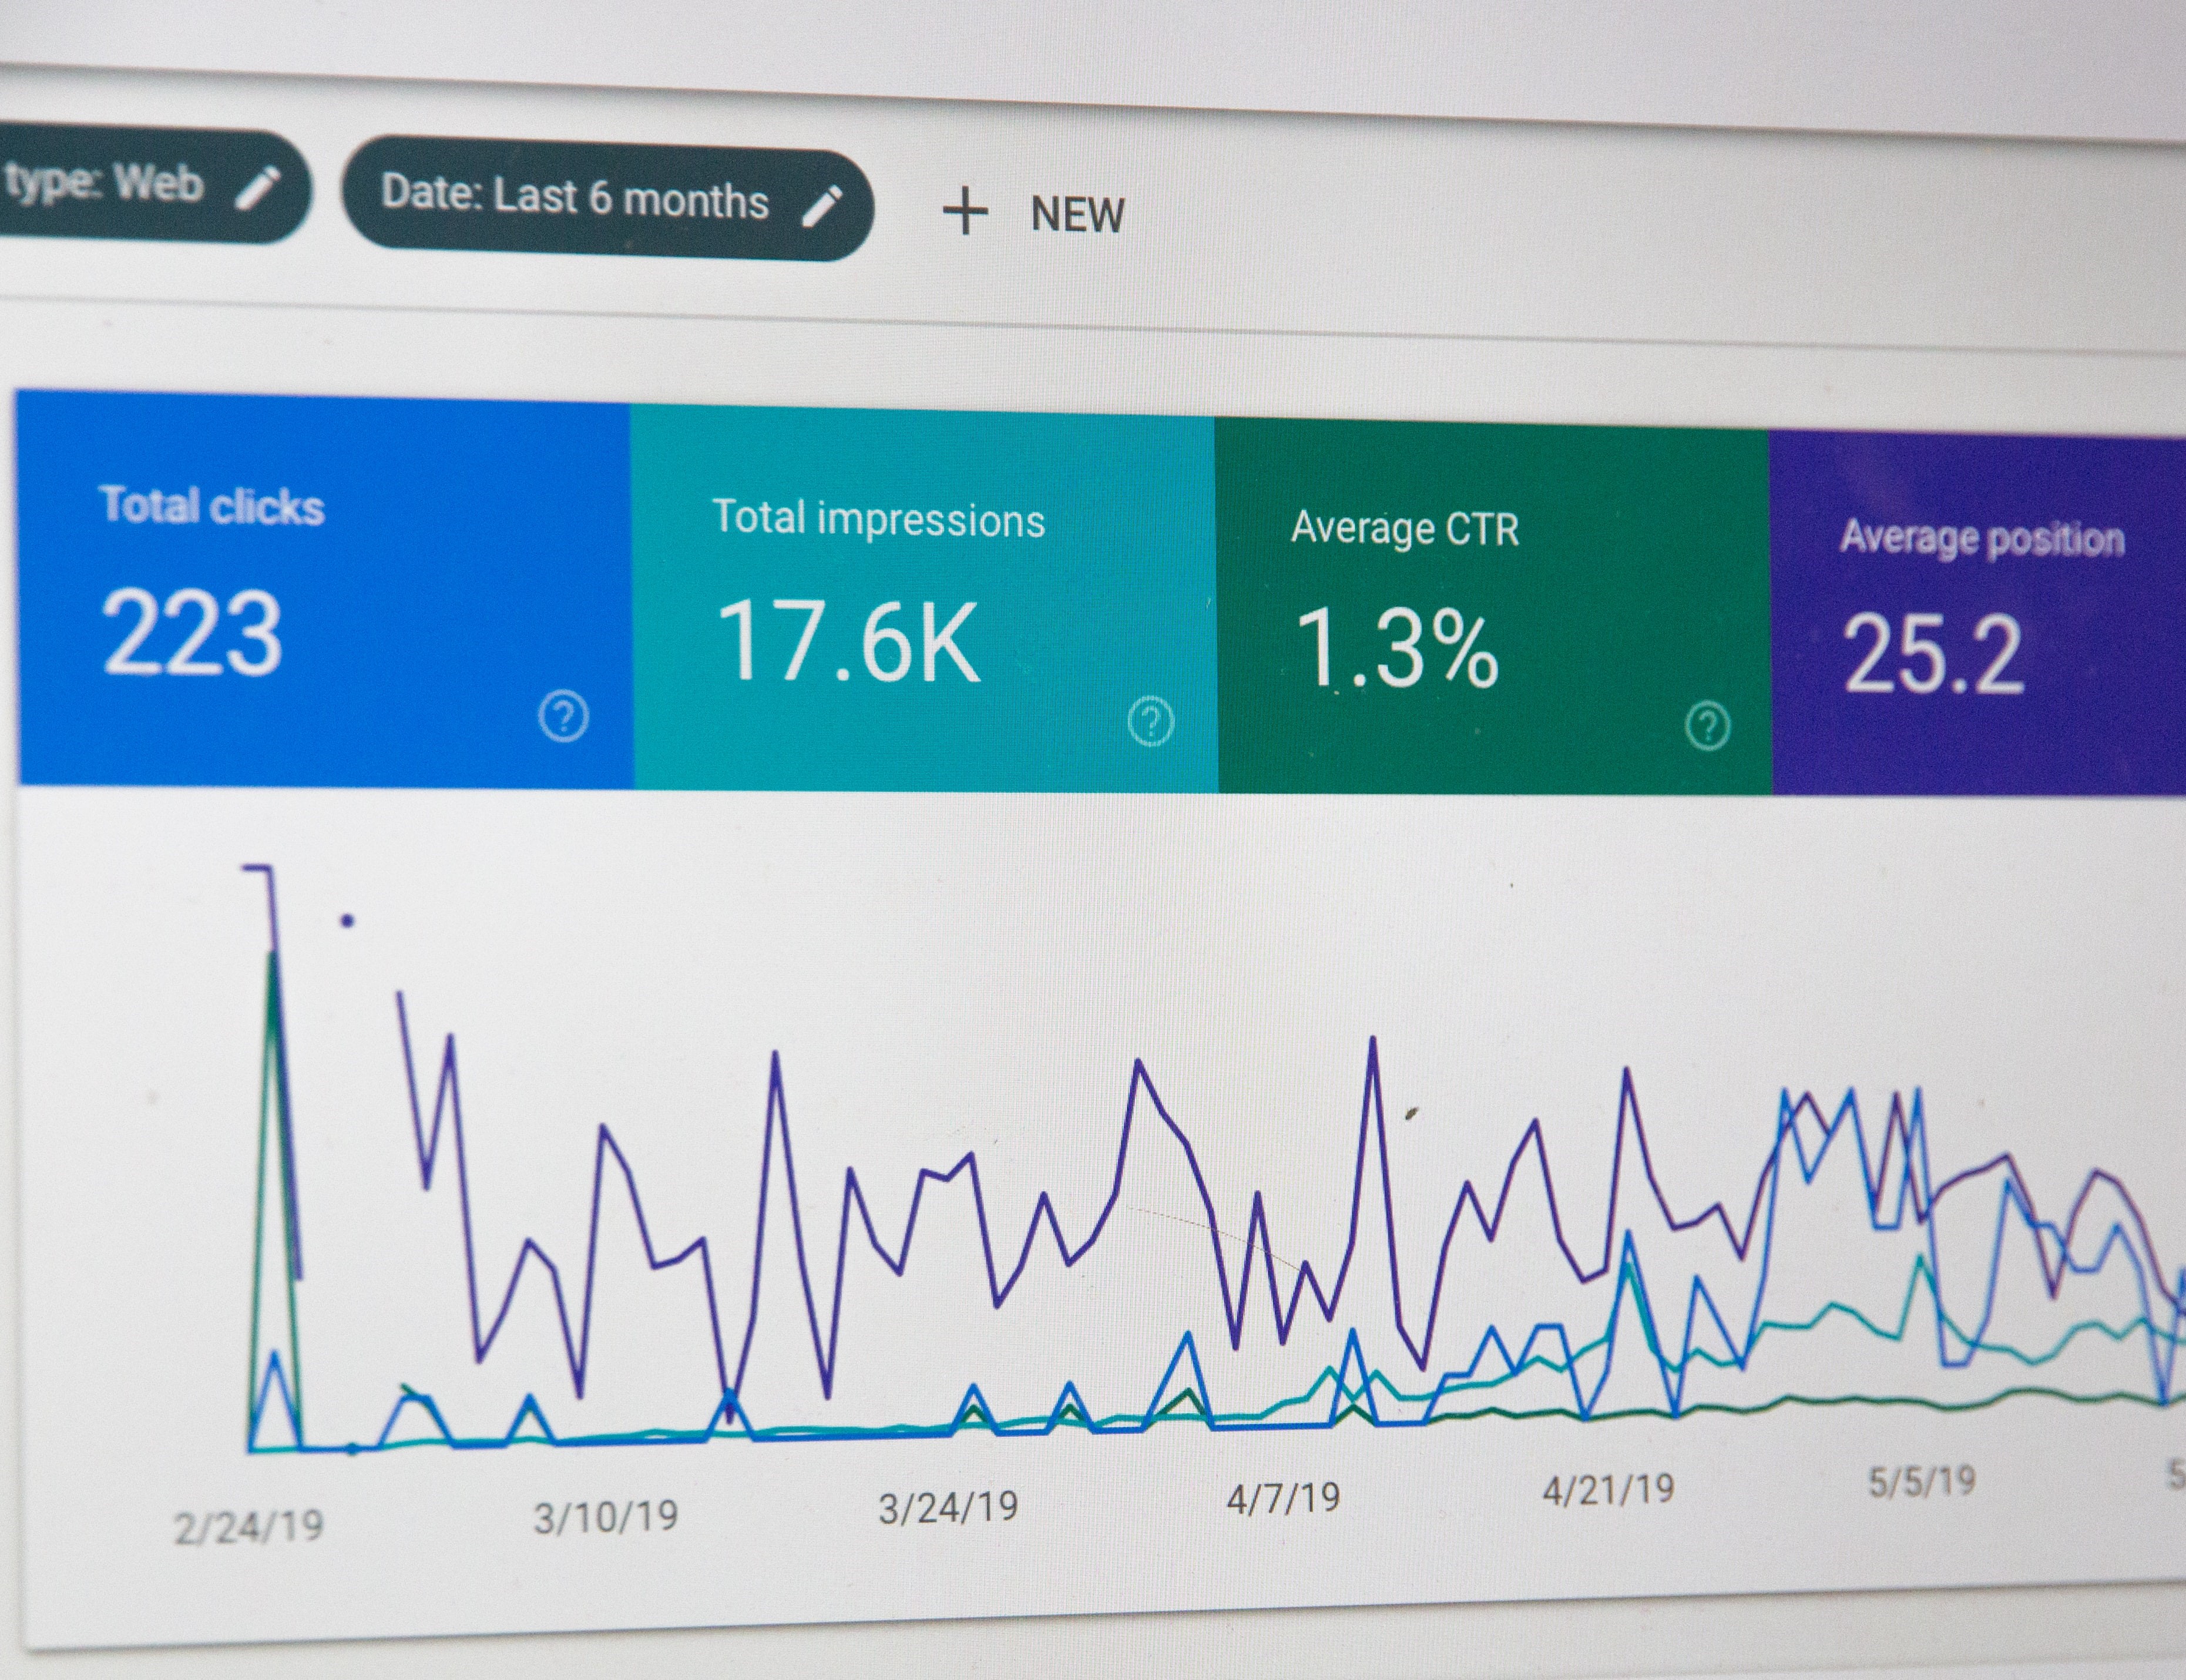 type: Web
Date: Last 6 months
+ NEW
Total clicks
Total impressions
Average CTR
Average position
223
17.6K
1.3%
25.2
?
?
?
2/24/19
3/10/19
3/24/19
4/7/19
4/21/19
5/5/19
5